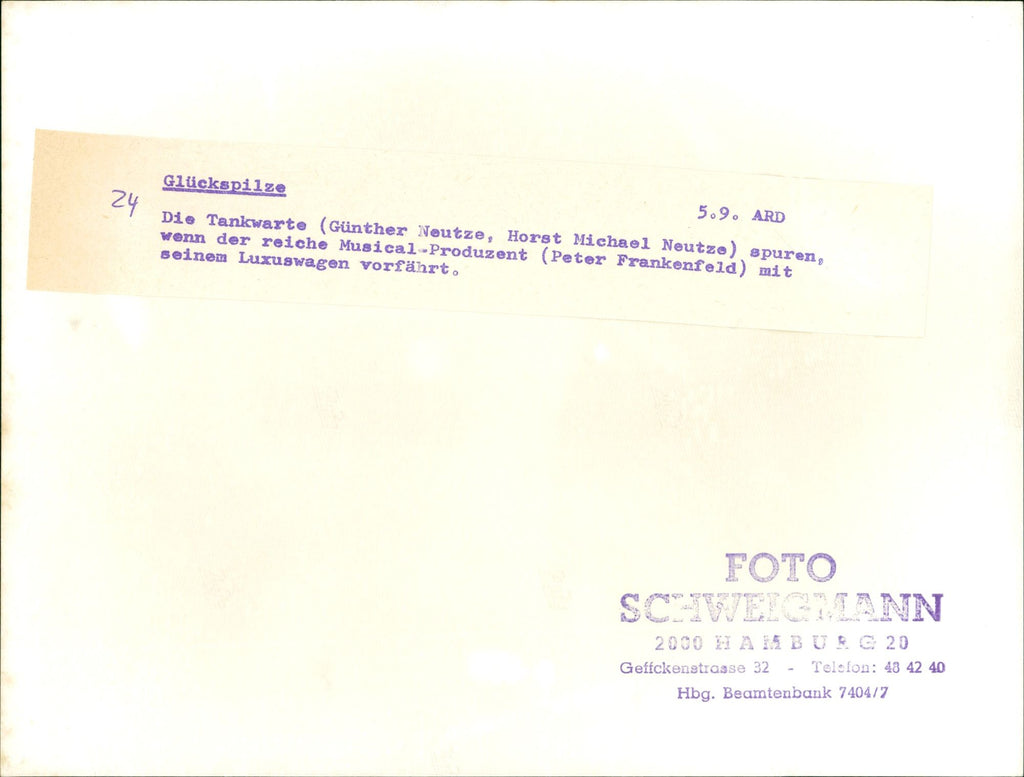 Glückspilze
5.9. ARD
24
Die Tankwarte (Günther Neutze, Horst Michael Neutze) spuren,
wenn der reiche Musical-Produzent (Peter Frankenfeld) mit
seinem Luxuswagen vorfährt.
FOTO
SCHWEIGMANN
2000 HAMBURG 20
Geffckenstrasse 32 - Telefon: 48 42 40
Hbg. Beamtenbank 7404/7